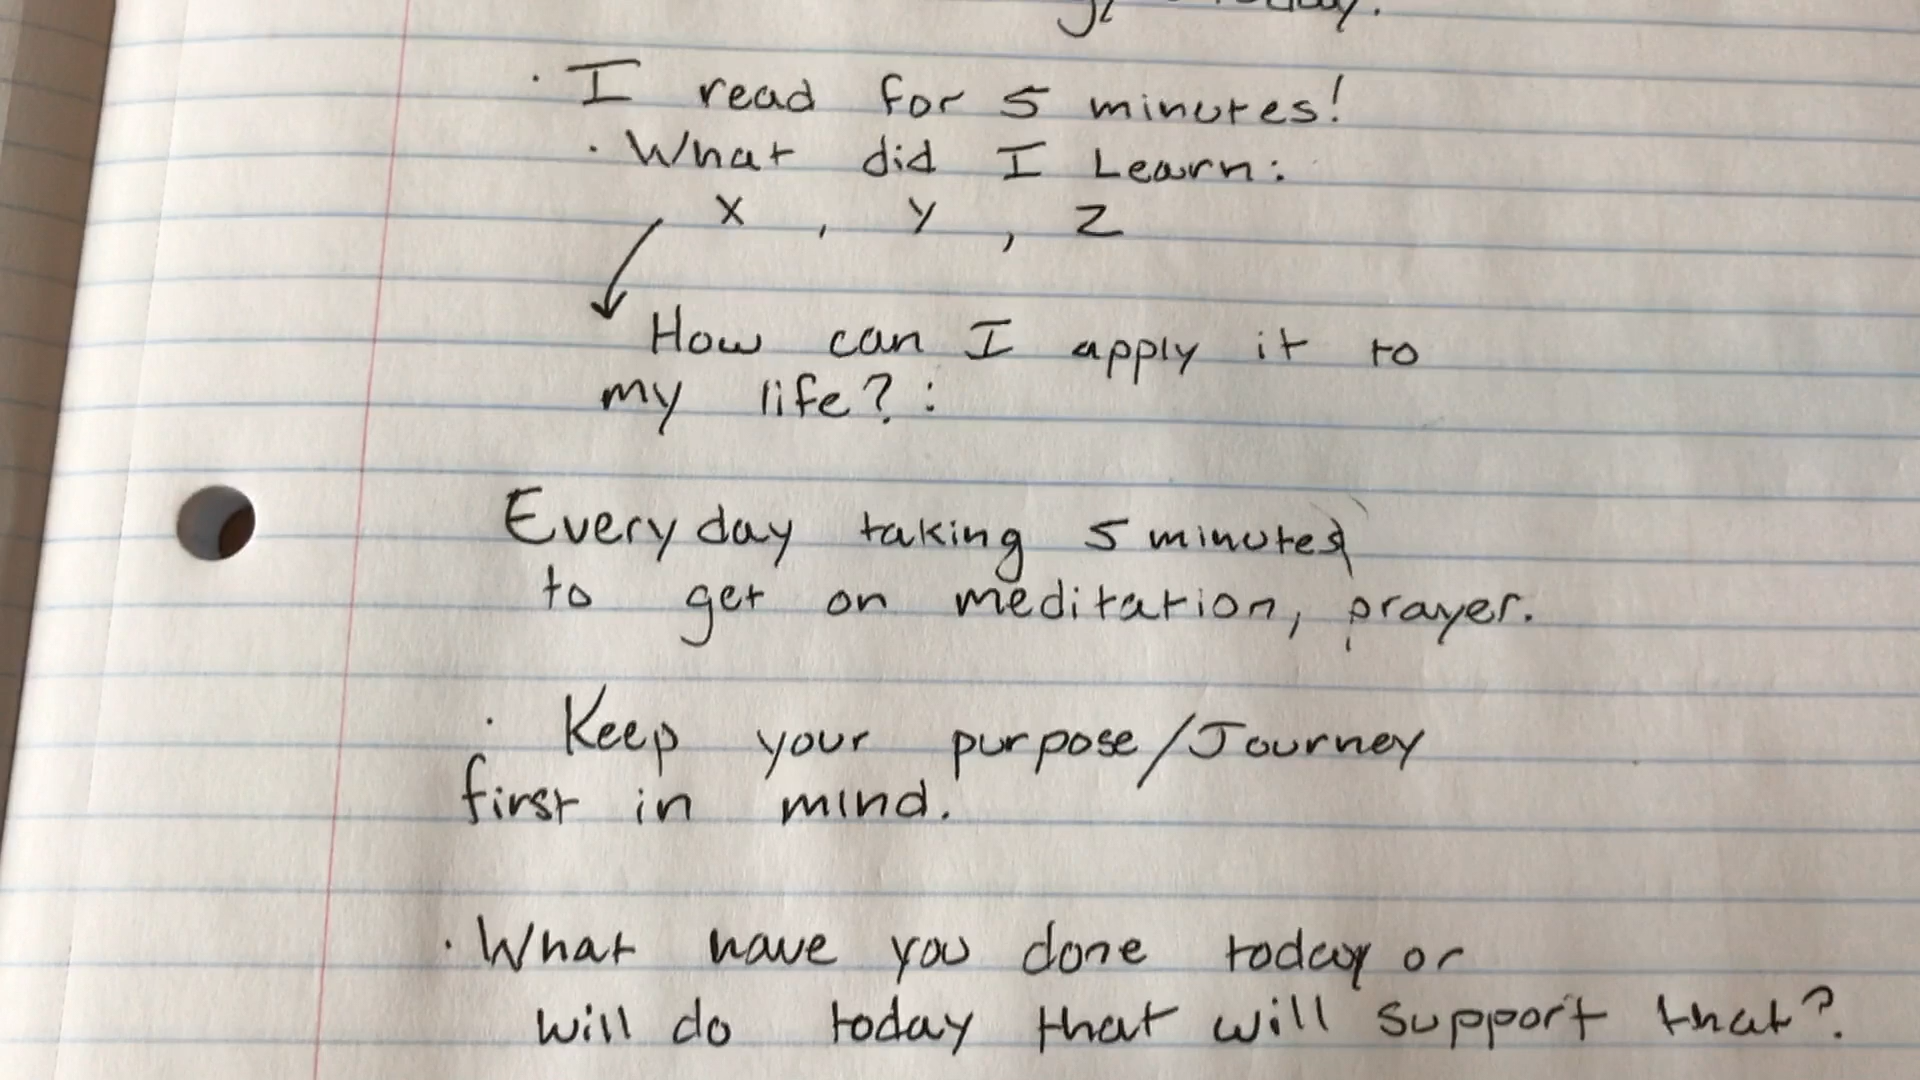 today.
· I read for 5 minutes!
· What did I Learn:
X , Y , Z
How can I apply it to
my life? :
Every day taking 5 minutes
to get on meditation, prayer.
· Keep your purpose/Journey
first in mind.
· What have you done today or
will do today that will support that?